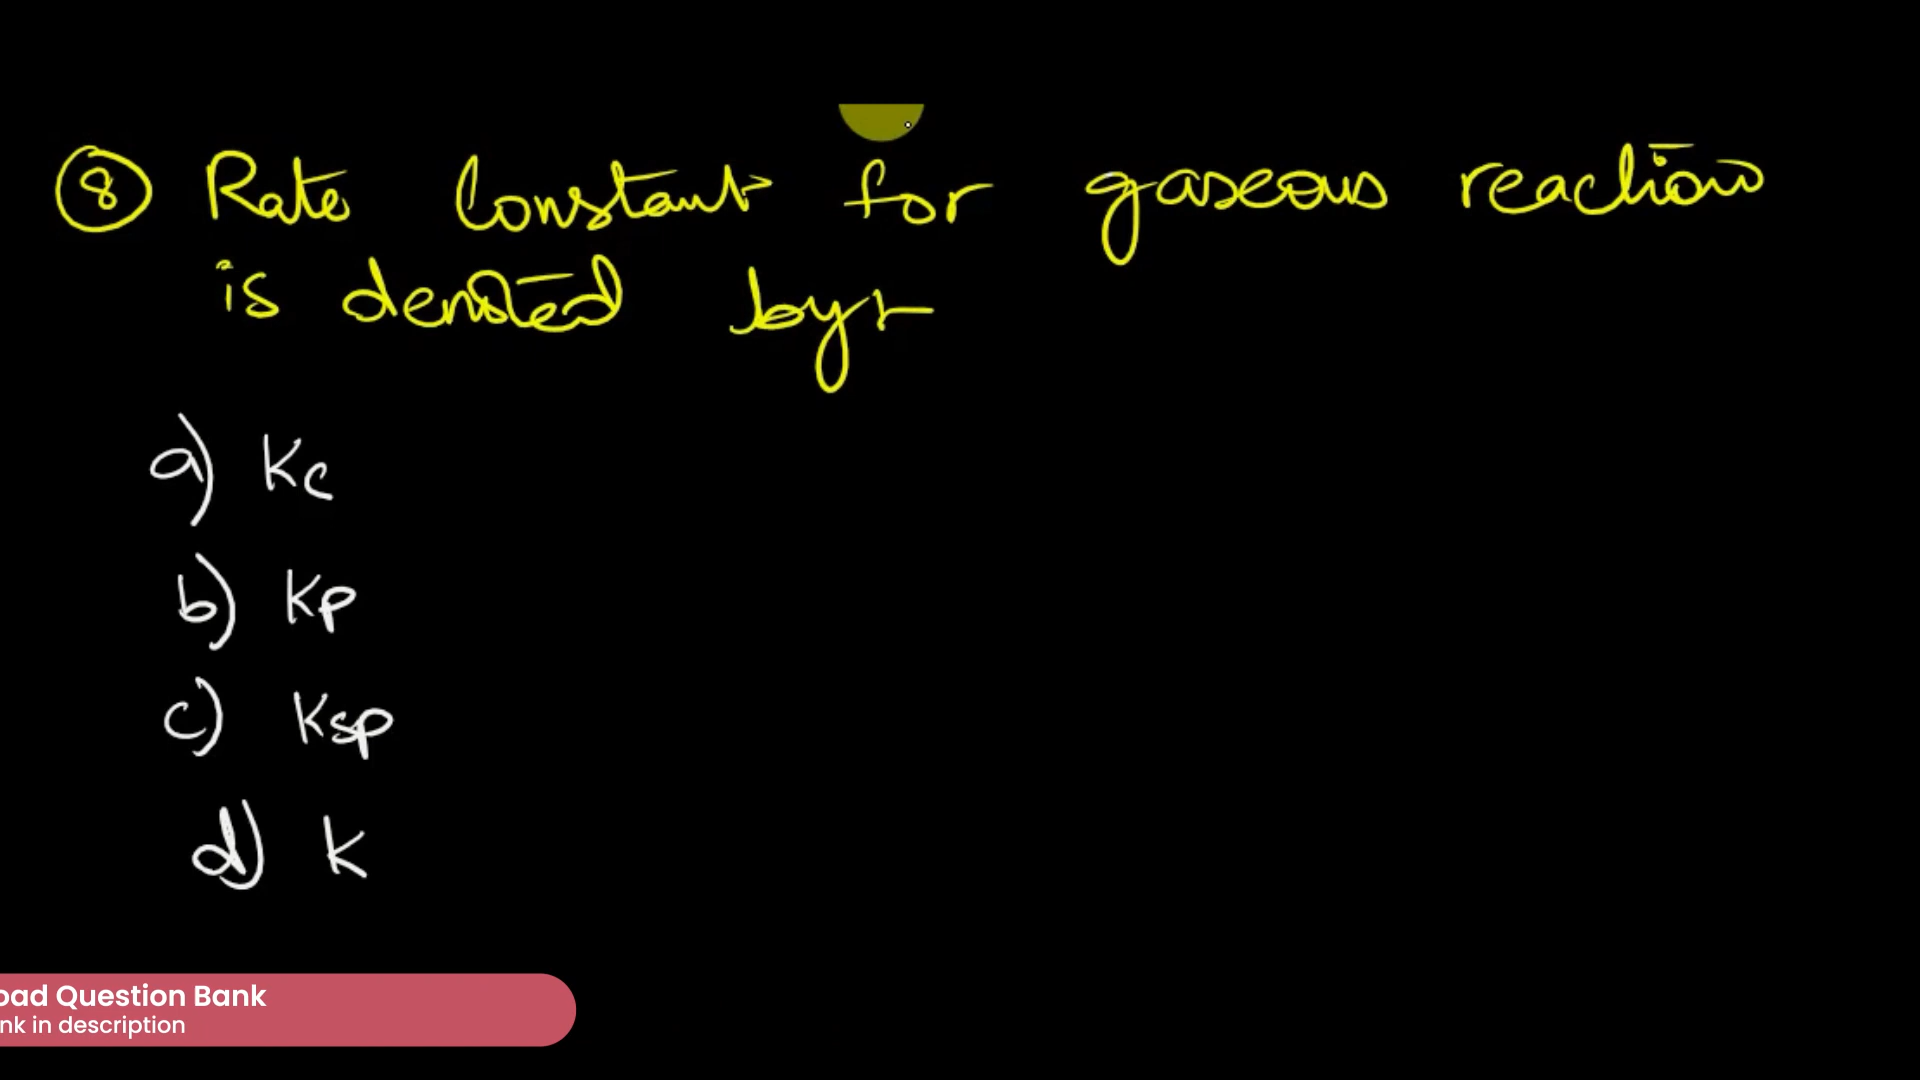 8 Rate Constant for gaseous reaction
is denoted by:-
a) Kc
b) Kp
c) Ksp
d) K
oad Question Bank
nk in description